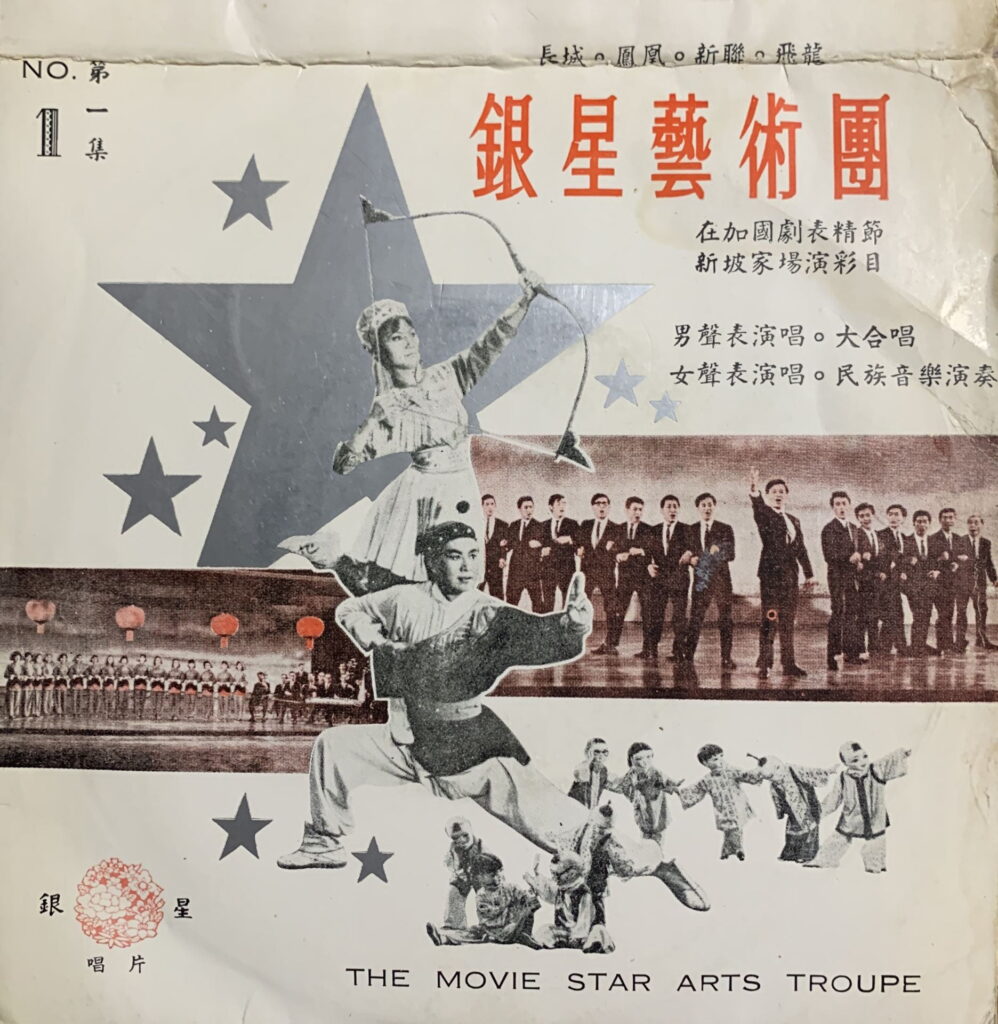 長城。鳳凰。新聯。飛龍
NO. 1
第一集
銀星藝術團
在新加坡國家劇場表演精彩節目
男聲表演唱。大合唱
女聲表演唱。民族音樂演奏
銀星
唱片
THE MOVIE STAR ARTS TROUPE